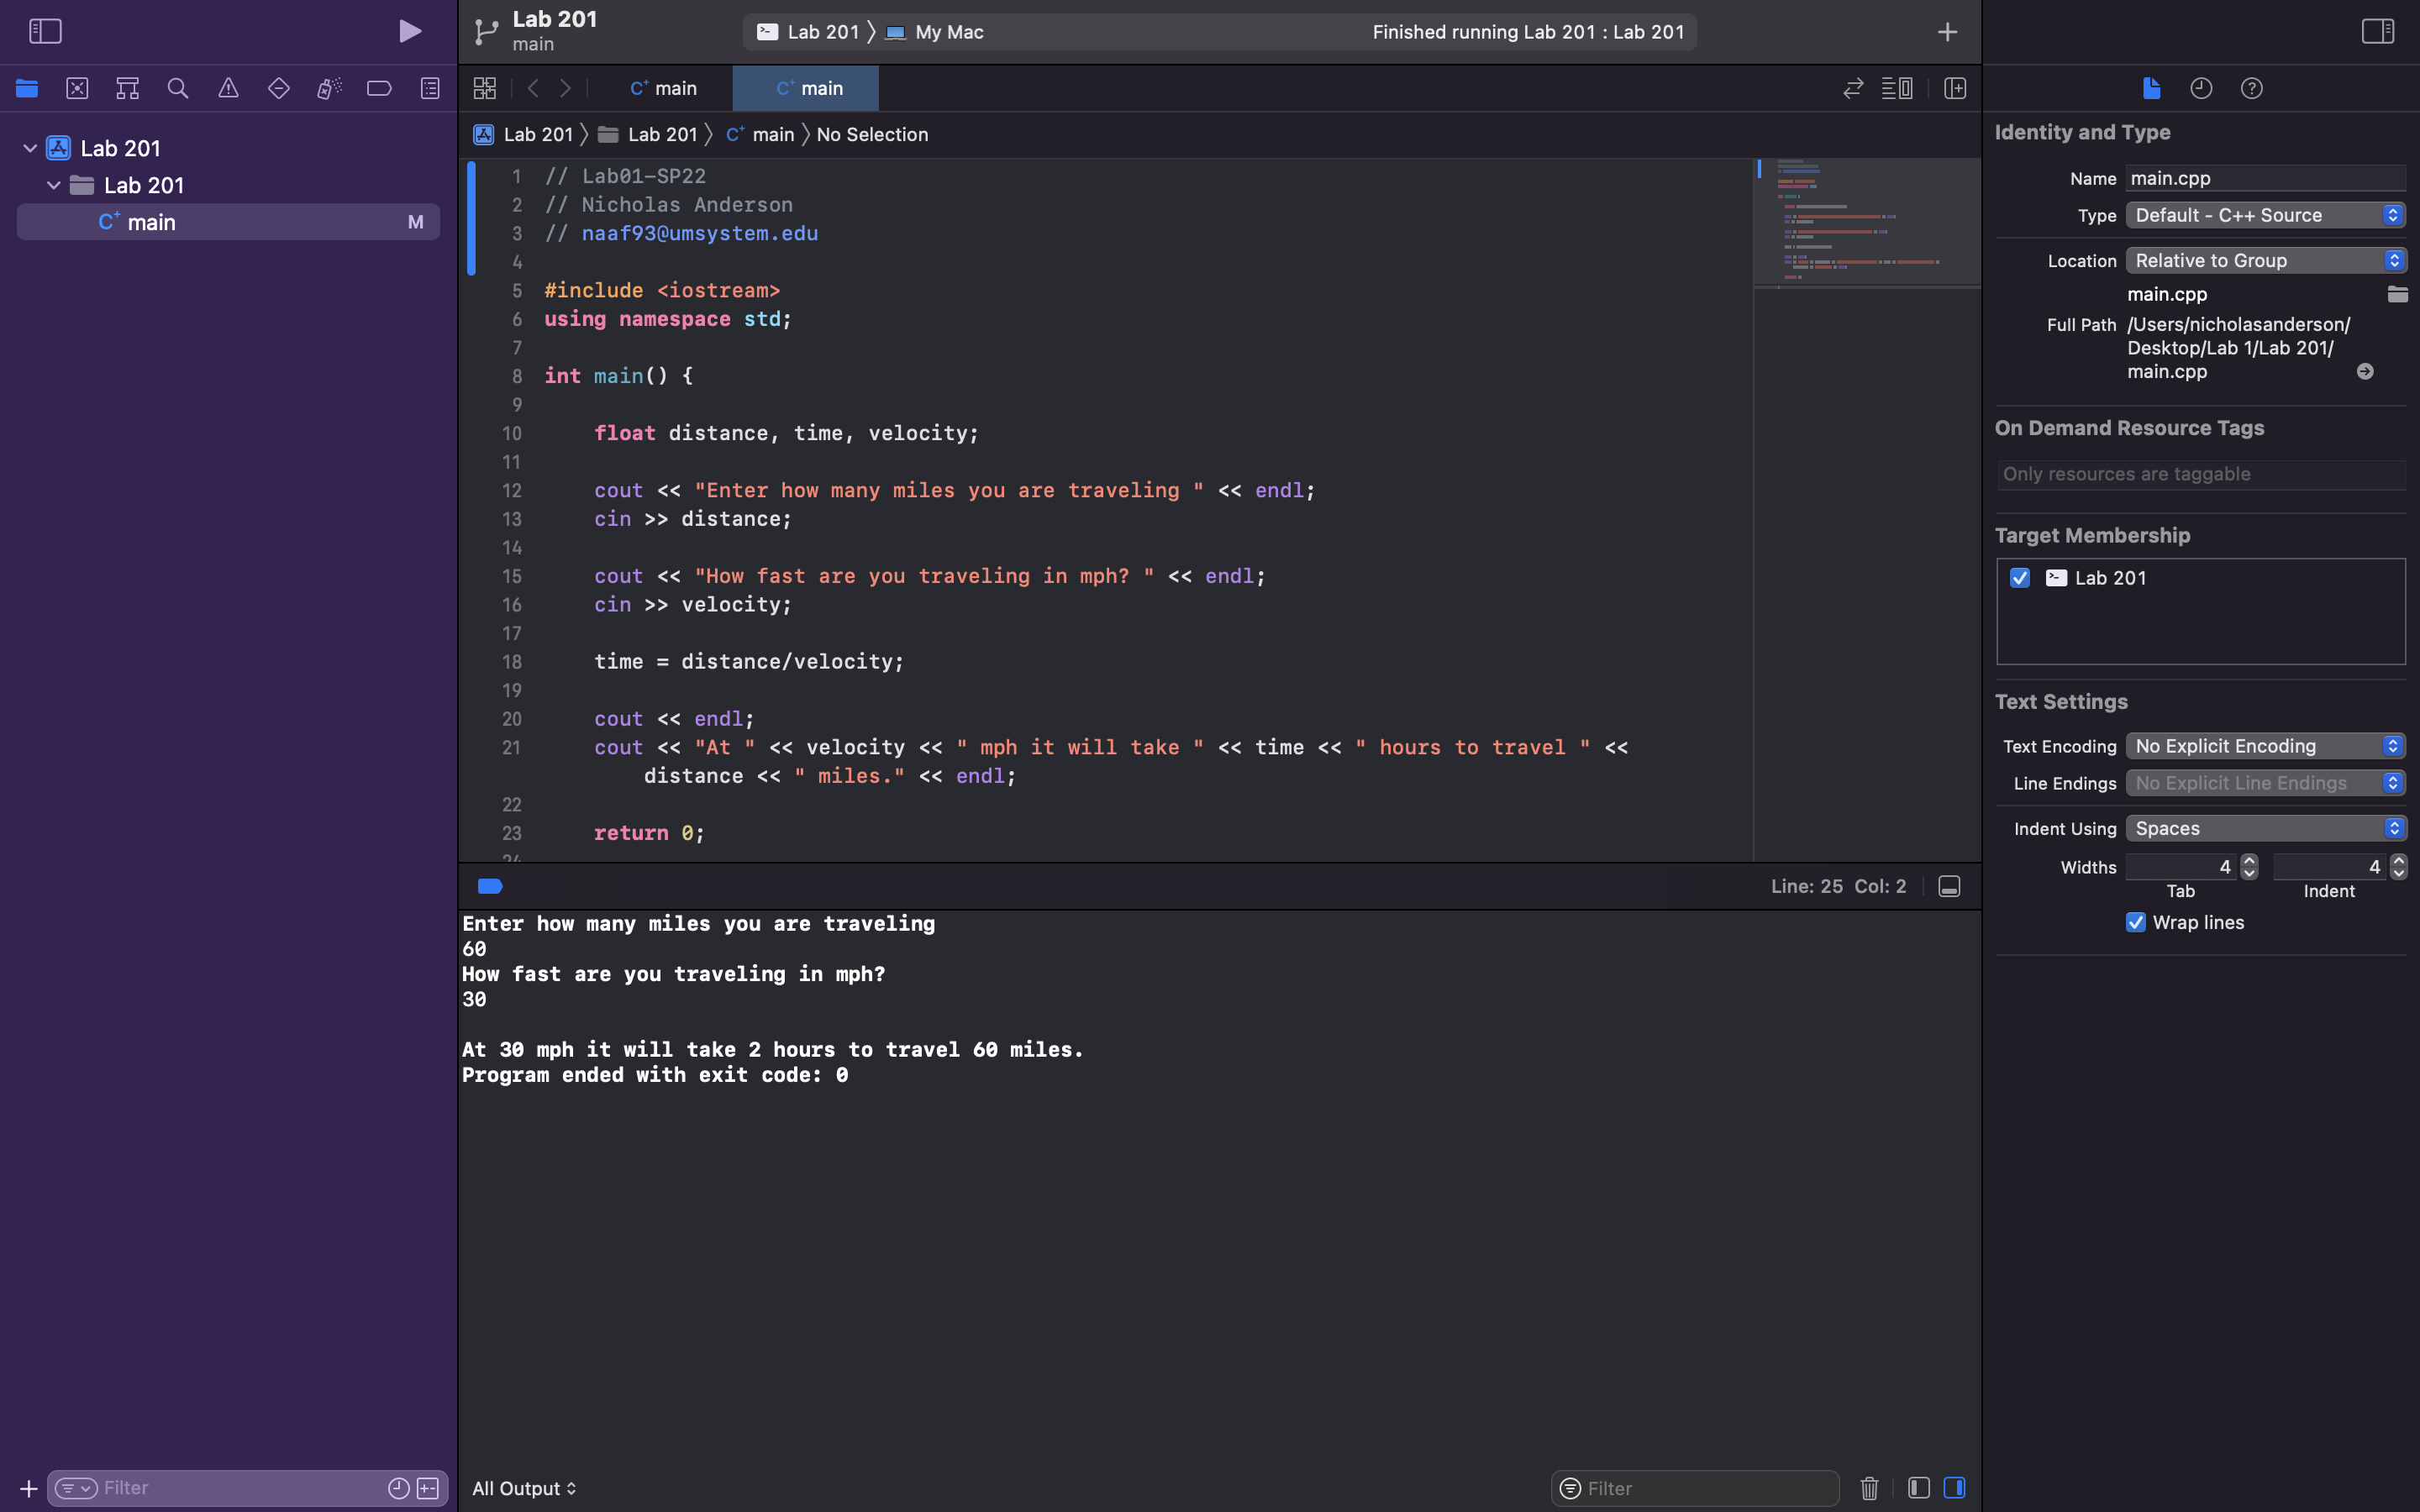 Lab 201
main
Lab 201 〉 My Mac
Finished running Lab 201 : Lab 201
main
main
Lab 201 〉 Lab 201 〉 main 〉 No Selection
Lab 201
Lab 201
main M
1 // Lab01-SP22
2 // Nicholas Anderson
3 // naaf93@umsystem.edu
4
5 #include <iostream>
6 using namespace std;
7
8 int main() {
9
10 float distance, time, velocity;
11
12 cout << "Enter how many miles you are traveling " << endl;
13 cin >> distance;
14
15 cout << "How fast are you traveling in mph? " << endl;
16 cin >> velocity;
17
18 time = distance/velocity;
19
20 cout << endl;
21 cout << "At " << velocity << " mph it will take " << time << " hours to travel " <<
distance << " miles." << endl;
22
23 return 0;
24
Line: 25 Col: 2
Enter how many miles you are traveling
60
How fast are you traveling in mph?
30
At 30 mph it will take 2 hours to travel 60 miles.
Program ended with exit code: 0
Filter
All Output
Filter
Identity and Type
Name main.cpp
Type Default - C++ Source
Location Relative to Group
main.cpp
Full Path /Users/nicholasanderson/
Desktop/Lab 1/Lab 201/
main.cpp
On Demand Resource Tags
Only resources are taggable
Target Membership
Lab 201
Text Settings
Text Encoding No Explicit Encoding
Line Endings No Explicit Line Endings
Indent Using Spaces
Widths 4 4
Tab Indent
Wrap lines